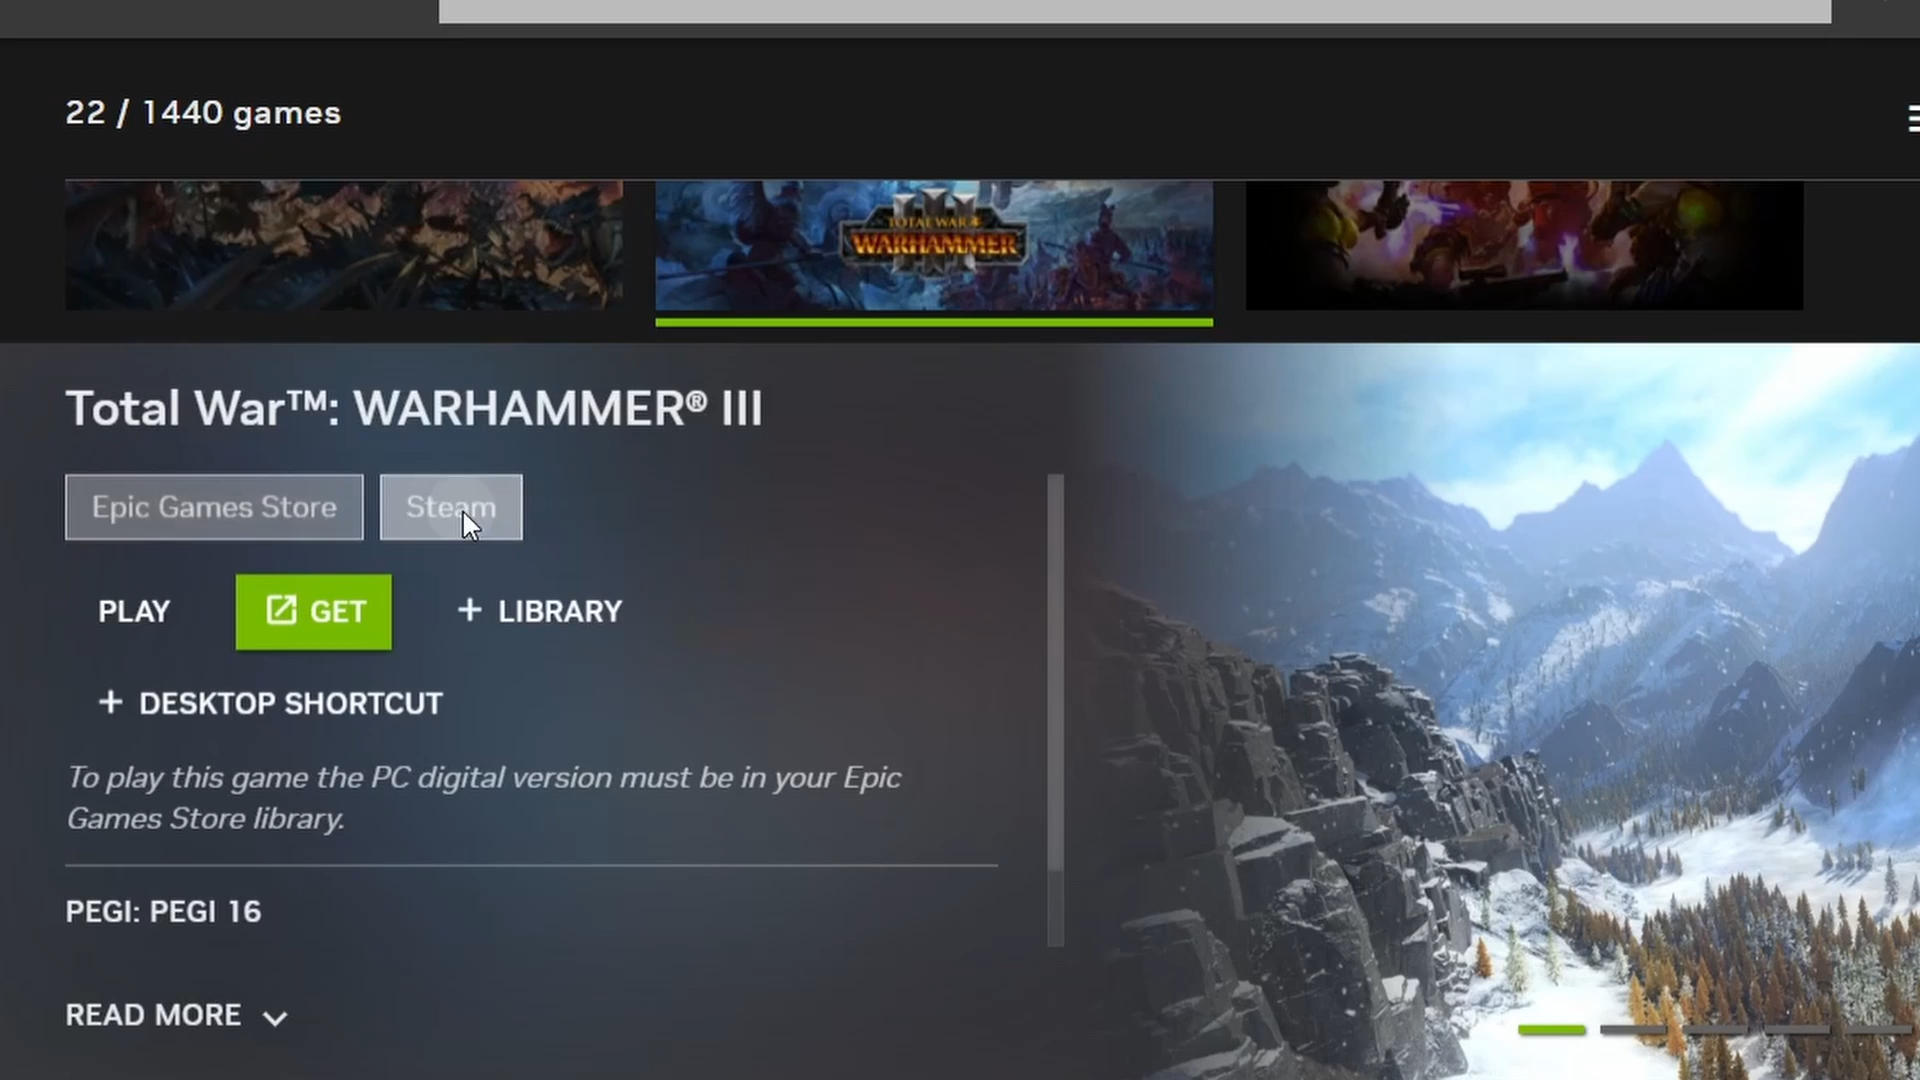 22 / 1440 games
TOTAL WAR
WARHAMMER
III
Total War™: WARHAMMER® III
Epic Games Store
Steam
PLAY
GET
+ LIBRARY
+ DESKTOP SHORTCUT
To play this game the PC digital version must be in your Epic
Games Store library.
PEGI: PEGI 16
READ MORE